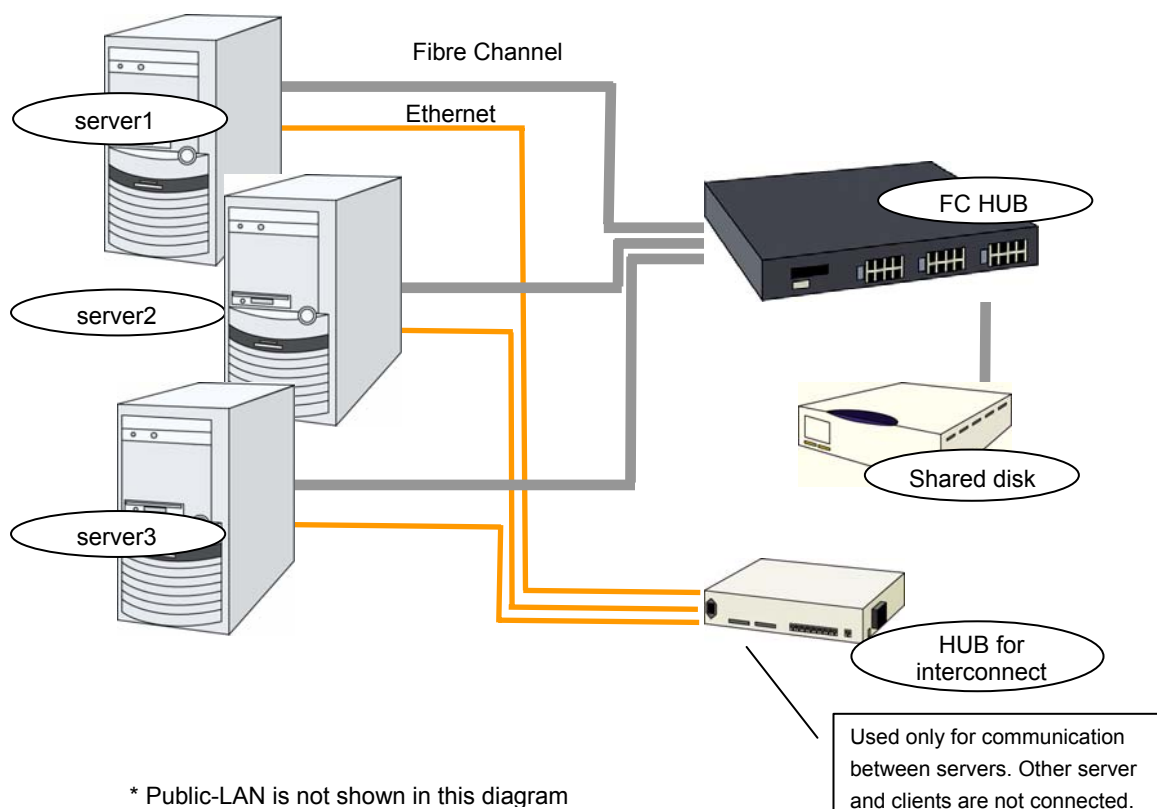 Fibre Channel
Ethernet
server1
FC HUB
server2
Shared disk
server3
HUB for
interconnect
Used only for communication
between servers. Other server
and clients are not connected.
* Public-LAN is not shown in this diagram